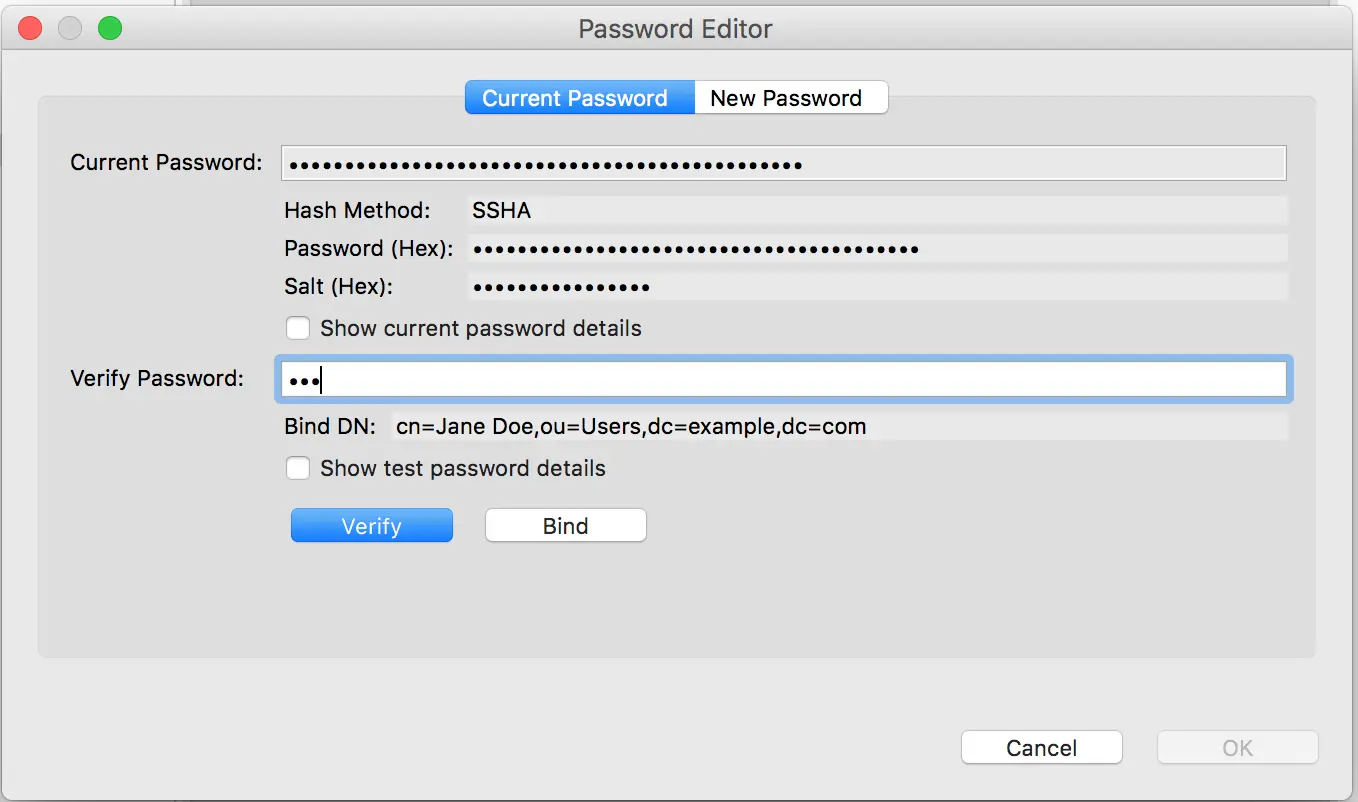 Password Editor
Current Password New Password
Current Password: ••••••••••••••••••••••••••••••••••••••••••••••
Hash Method: SSHA
Password (Hex): ••••••••••••••••••••••••••••••••••••••••
Salt (Hex): ••••••••••••••••
Show current password details
Verify Password: •••
Bind DN: cn=Jane Doe,ou=Users,dc=example,dc=com
Show test password details
Verify Bind
Cancel OK